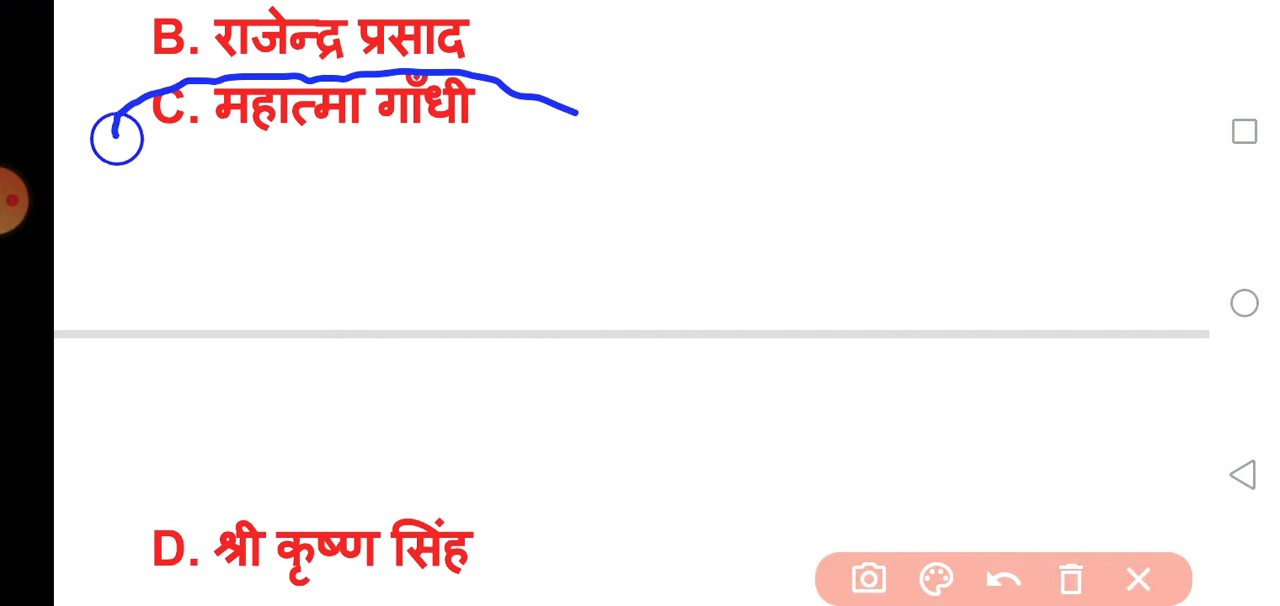 B. राजेन्द्र प्रसाद
C. महात्मा गाँधी
D. श्री कृष्ण सिंह